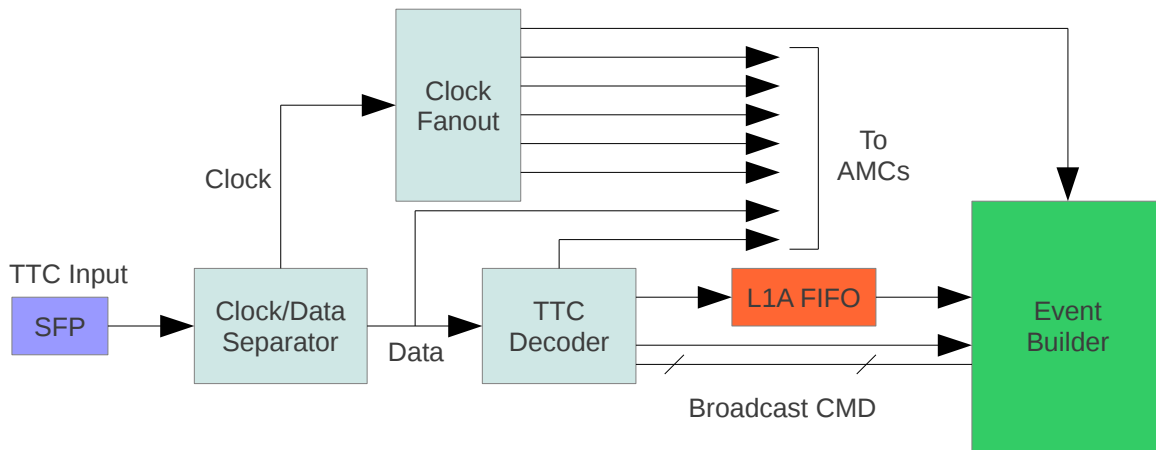 Clock
Fanout
To
AMCs
Clock
TTC Input
SFP
Clock/Data
Separator
Data
TTC
Decoder
L1A FIFO
Event
Builder
Broadcast CMD